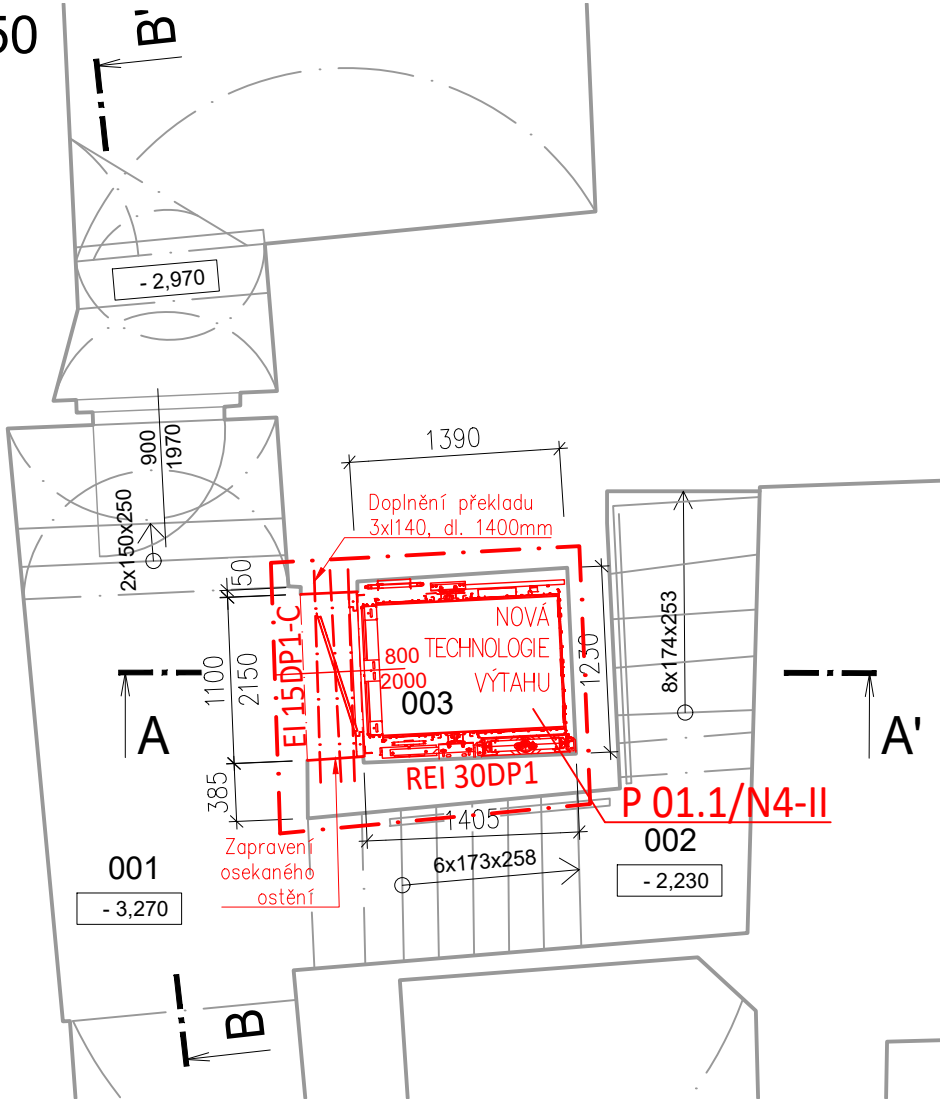 50
B'
- 2,970
900
1970
2x150x250
1390
Doplnění překladu
3xI140, dl. 1400mm
50
1100
2150
385
EI 15DP1-C
NOVÁ
TECHNOLOGIE
VÝTAHU
800
2000
003
1250
8x174x253
REI 30DP1
A
A'
P 01.1/N4-II
1405
Zapravení
osekaného
ostění
6x173x258
001
- 3,270
002
- 2,230
B